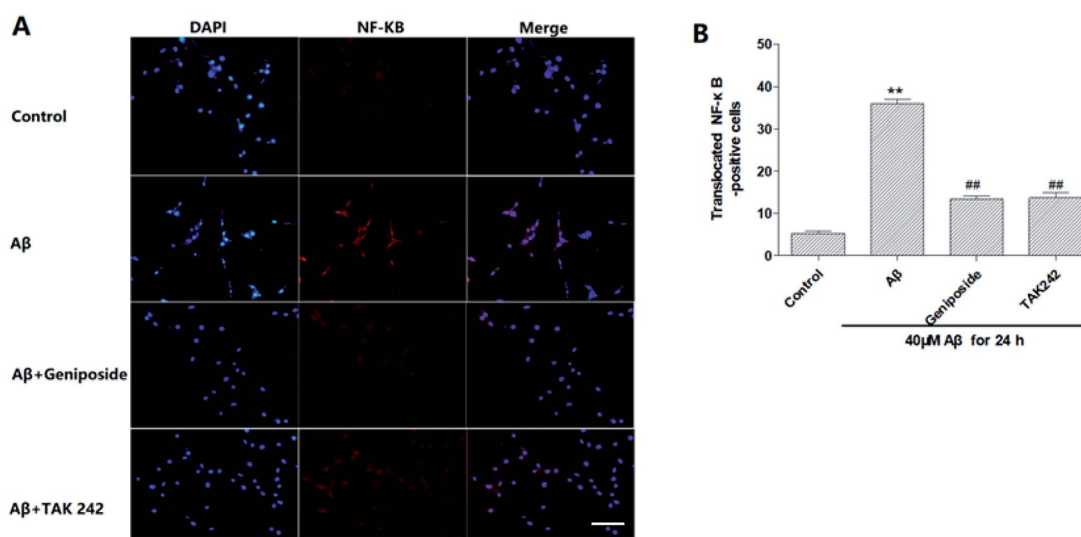 A
DAPI NF-KB Merge
Control
Aβ
Aβ+Geniposide
Aβ+TAK 242
B
Translocated NF-κ B
-positive cells
50
40
30
20
10
0
**
##
##
Control
Aβ
Geniposide
TAK242
40μM Aβ for 24 h